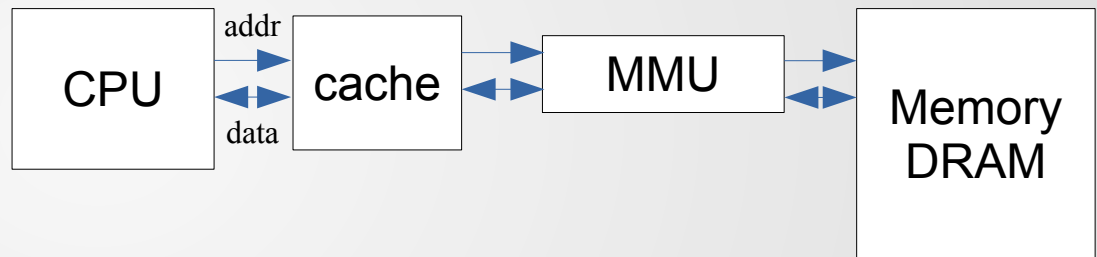 addr
CPU
cache
data
MMU
Memory
DRAM